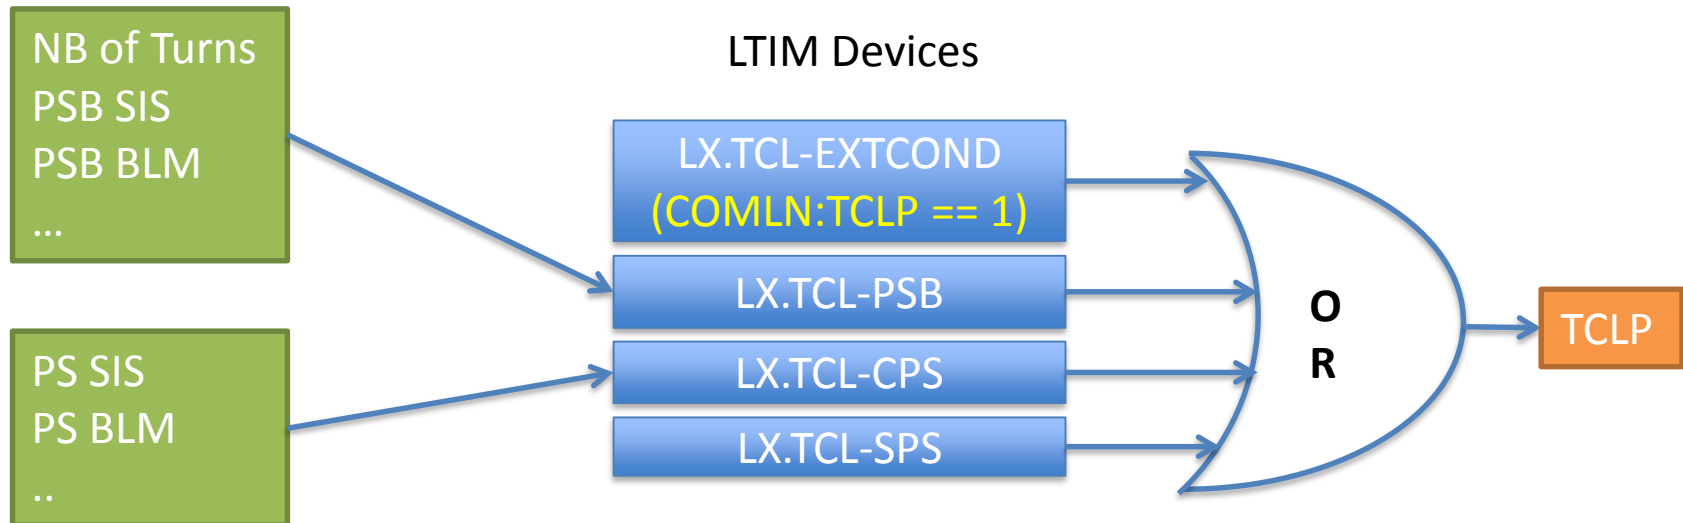 NB of Turns
PSB SIS
PSB BLM
...
PS SIS
PS BLM
..
LTIM Devices
LX.TCL-EXTCOND
(COMLN:TCLP == 1)
LX.TCL-PSB
LX.TCL-CPS
LX.TCL-SPS
O
R
TCLP